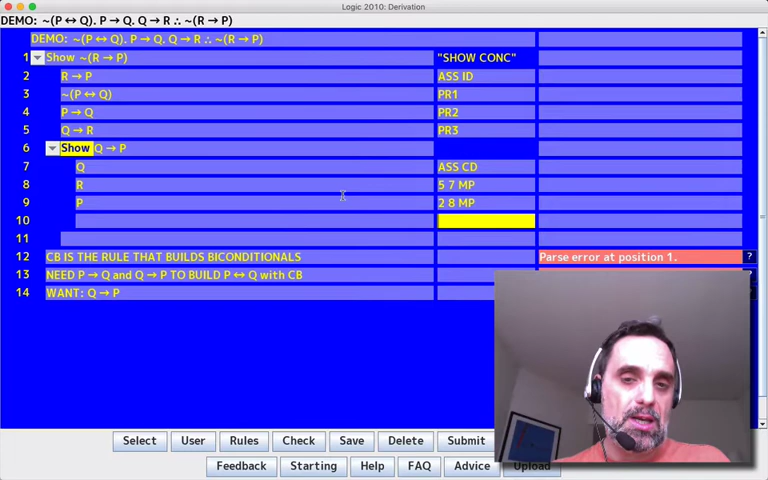 Logic 2010: Derivation
DEMO: ~(P ↔ Q). P → Q. Q → R ∴ ~(R → P)
DEMO: ~(P ↔ Q). P → Q. Q → R ∴ ~(R → P)
1 Show ~(R → P) "SHOW CONC"
2 R → P ASS ID
3 ~(P ↔ Q) PR1
4 P → Q PR2
5 Q → R PR3
6 Show Q → P
7 Q ASS CD
8 R 5 7 MP
9 P 2 8 MP
10
11
12 CB IS THE RULE THAT BUILDS BICONDITIONALS Parse error at position 1. ?
13 NEED P → Q and Q → P TO BUILD P ↔ Q with CB
14 WANT: Q → P
Select User Rules Check Save Delete Submit
Feedback Starting Help FAQ Advice Upload